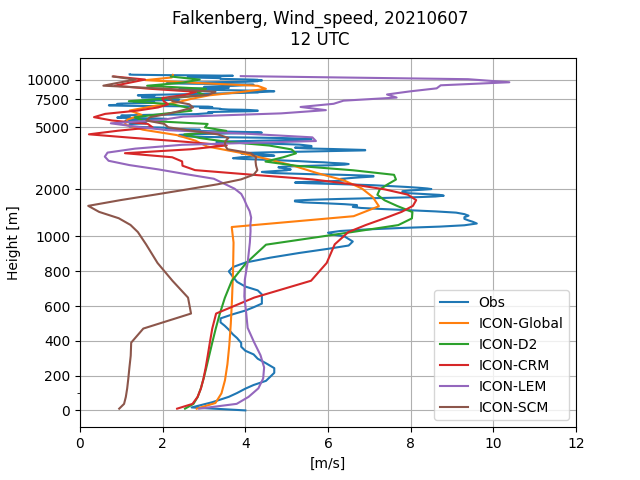 Falkenberg, Wind_speed, 20210607
12 UTC
10000
7500
5000
2000
1000
800
600
400
200
0
Height [m]
0 2 4 6 8 10 12
[m/s]
Obs
ICON-Global
ICON-D2
ICON-CRM
ICON-LEM
ICON-SCM